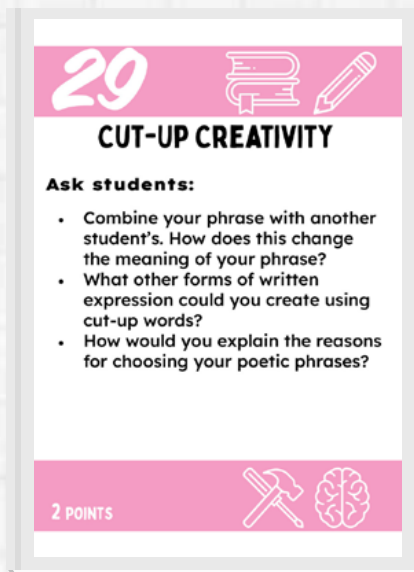 29
CUT-UP CREATIVITY
Ask students:
• Combine your phrase with another
student's. How does this change
the meaning of your phrase?
• What other forms of written
expression could you create using
cut-up words?
• How would you explain the reasons
for choosing your poetic phrases?
2 POINTS